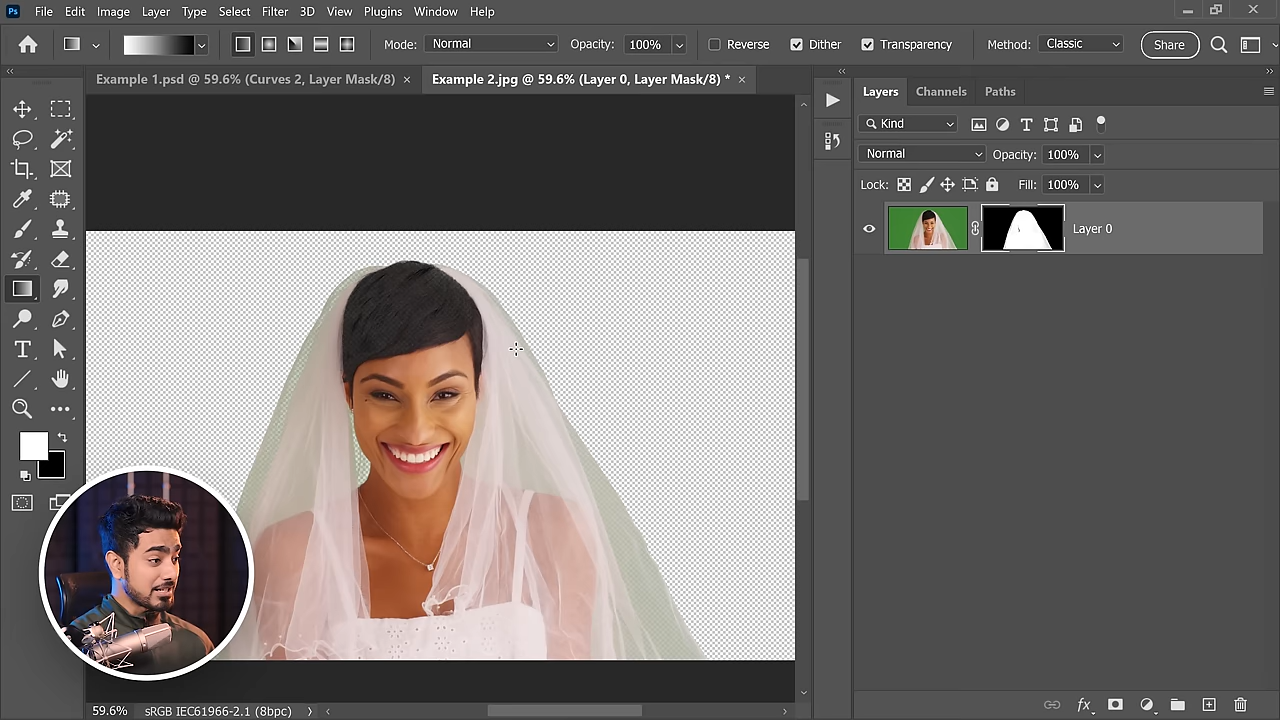 Ps File Edit Image Layer Type Select Filter 3D View Plugins Window Help
Mode: Normal Opacity: 100% Reverse Dither Transparency Method: Classic Share
Example 1.psd @ 59.6% (Curves 2, Layer Mask/8) × Example 2.jpg @ 59.6% (Layer 0, Layer Mask/8) * ×
Layers Channels Paths
Kind
Normal Opacity: 100%
Lock: Fill: 100%
Layer 0
59.6% sRGB IEC61966-2.1 (8bpc)